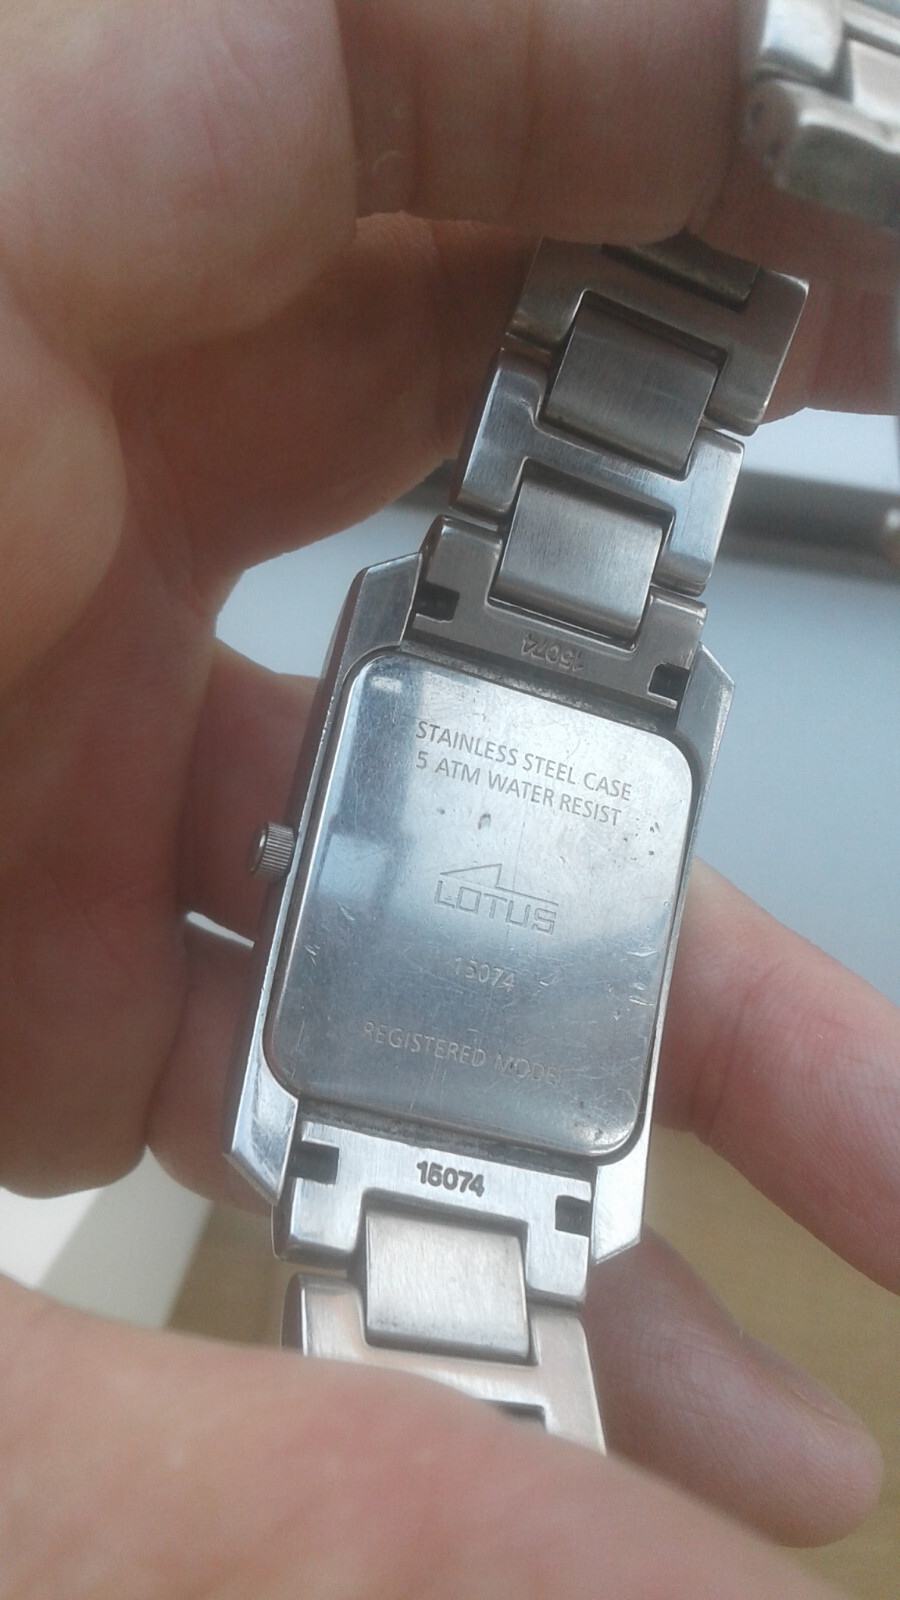 15074
STAINLESS STEEL CASE
5 ATM WATER RESIST
LOTUS
15074
REGISTERED MODEL
15074